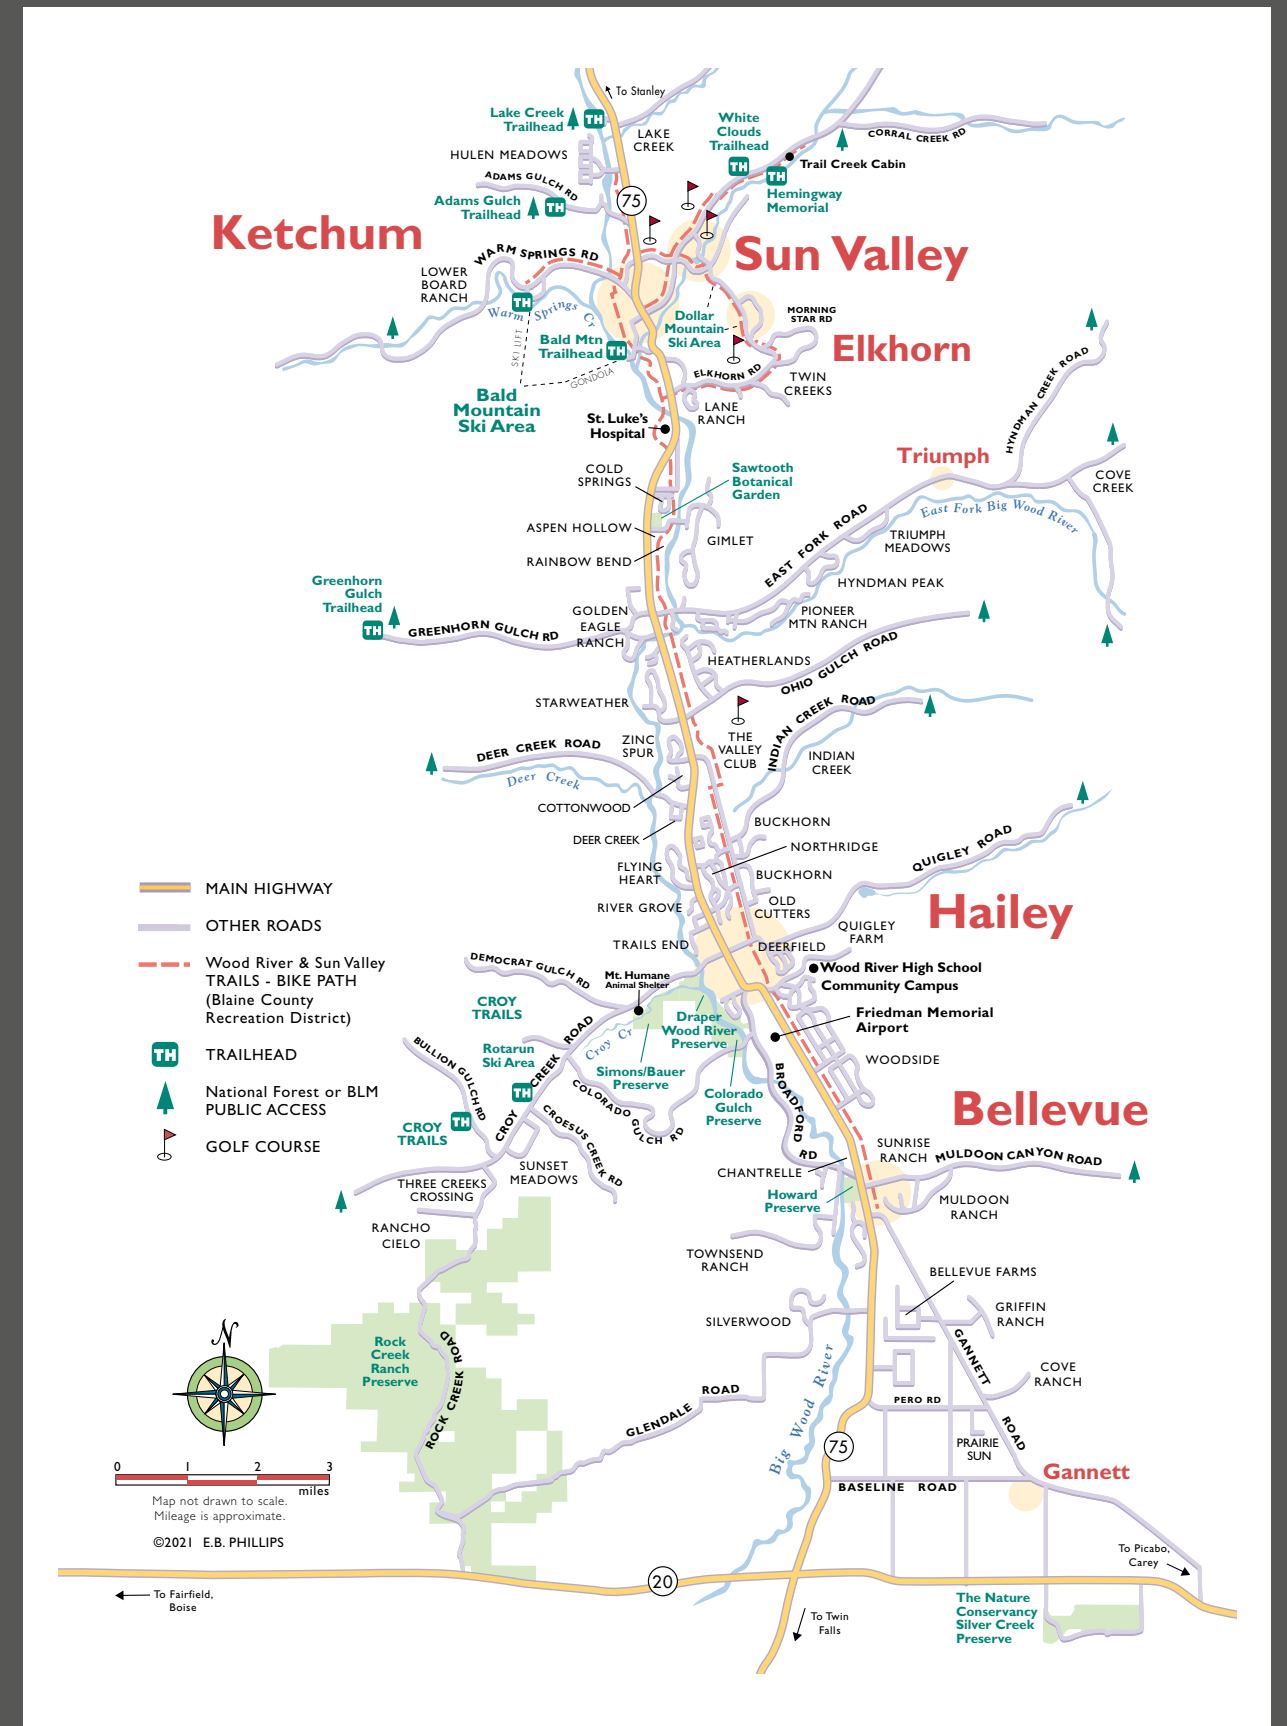 To Stanley
Lake Creek
Trailhead
TH
LAKE
CREEK
HULEN MEADOWS
ADAMS GULCH RD
Adams Gulch
Trailhead
TH
75
White
Clouds
Trailhead
TH
CORRAL CREEK RD
Trail Creek Cabin
TH
Hemingway
Memorial
Ketchum
Sun Valley
WARM SPRINGS RD
LOWER
BOARD
RANCH
TH
Warm Springs Cr
SKI LIFT
GONDOLA
Bald Mtn
Trailhead
TH
Dollar
Mountain
Ski Area
MORNING
STAR RD
Elkhorn
ELKHORN RD
TWIN
CREEKS
Bald
Mountain
Ski Area
LANE
RANCH
St. Luke's
Hospital
HYNDMAN CREEK ROAD
Triumph
COVE
CREEK
COLD
SPRINGS
Sawtooth
Botanical
Garden
East Fork Big Wood River
ASPEN HOLLOW
GIMLET
EAST FORK ROAD
TRIUMPH
MEADOWS
RAINBOW BEND
HYNDMAN PEAK
Greenhorn
Gulch
Trailhead
TH
GREENHORN GULCH RD
GOLDEN
EAGLE
RANCH
PIONEER
MTN RANCH
HEATHERLANDS
OHIO GULCH ROAD
STARWEATHER
THE
VALLEY
CLUB
INDIAN CREEK ROAD
INDIAN
CREEK
ZINC
SPUR
DEER CREEK ROAD
Deer Creek
COTTONWOOD
DEER CREEK
BUCKHORN
NORTHRIDGE
QUIGLEY ROAD
FLYING
HEART
BUCKHORN
RIVER GROVE
OLD
CUTTERS
Hailey
QUIGLEY
FARM
TRAILS END
DEERFIELD
MAIN HIGHWAY
OTHER ROADS
Wood River & Sun Valley
TRAILS - BIKE PATH
(Blaine County
Recreation District)
TH
TRAILHEAD
National Forest or BLM
PUBLIC ACCESS
GOLF COURSE
DEMOCRAT GULCH RD
Mt. Humane
Animal Shelter
Wood River High School
Community Campus
CROY
TRAILS
Friedman Memorial
Airport
Draper
Wood River
Preserve
Croy Cr
BULLION GULCH RD
Rotarun
Ski Area
TH
CROY CREEK ROAD
Simons/Bauer
Preserve
WOODSIDE
COLORADO GULCH RD
Colorado
Gulch
Preserve
BROADFORD RD
Bellevue
CROY
TRAILS
TH
CROESUS CREEK RD
SUNRISE
RANCH
MULDOON CANYON ROAD
SUNSET
MEADOWS
CHANTRELLE
THREE CREEKS
CROSSING
Howard
Preserve
MULDOON
RANCH
RANCHO
CIELO
TOWNSEND
RANCH
BELLEVUE FARMS
SILVERWOOD
GRIFFIN
RANCH
N
Rock
Creek
Ranch
Preserve
ROCK CREEK ROAD
Big Wood River
GANNETT ROAD
COVE
RANCH
GLENDALE ROAD
PERO RD
PRAIRIE
SUN
75
Gannett
BASELINE ROAD
0 1 2 3
miles
Map not drawn to scale.
Mileage is approximate.
©2021 E.B. PHILLIPS
To Picabo,
Carey
20
To Fairfield,
Boise
To Twin
Falls
The Nature
Conservancy
Silver Creek
Preserve